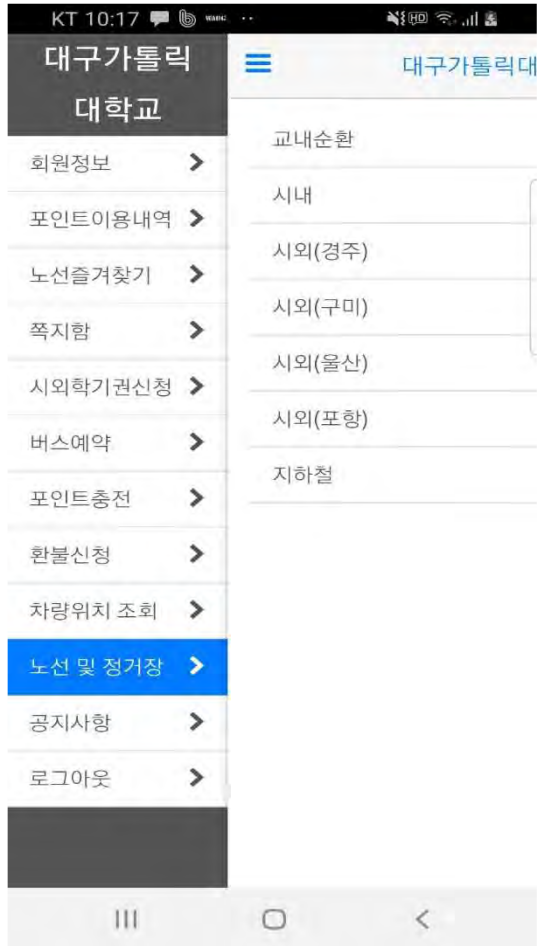 KT 10:17
HD
대구가톨릭
대학교
회원정보
포인트이용내역
노선즐겨찾기
쪽지함
시외학기권신청
버스예약
포인트충전
환불신청
차량위치 조회
노선 및 정거장
공지사항
로그아웃
대구가톨릭대
교내순환
시내
시외(경주)
시외(구미)
시외(울산)
시외(포항)
지하철